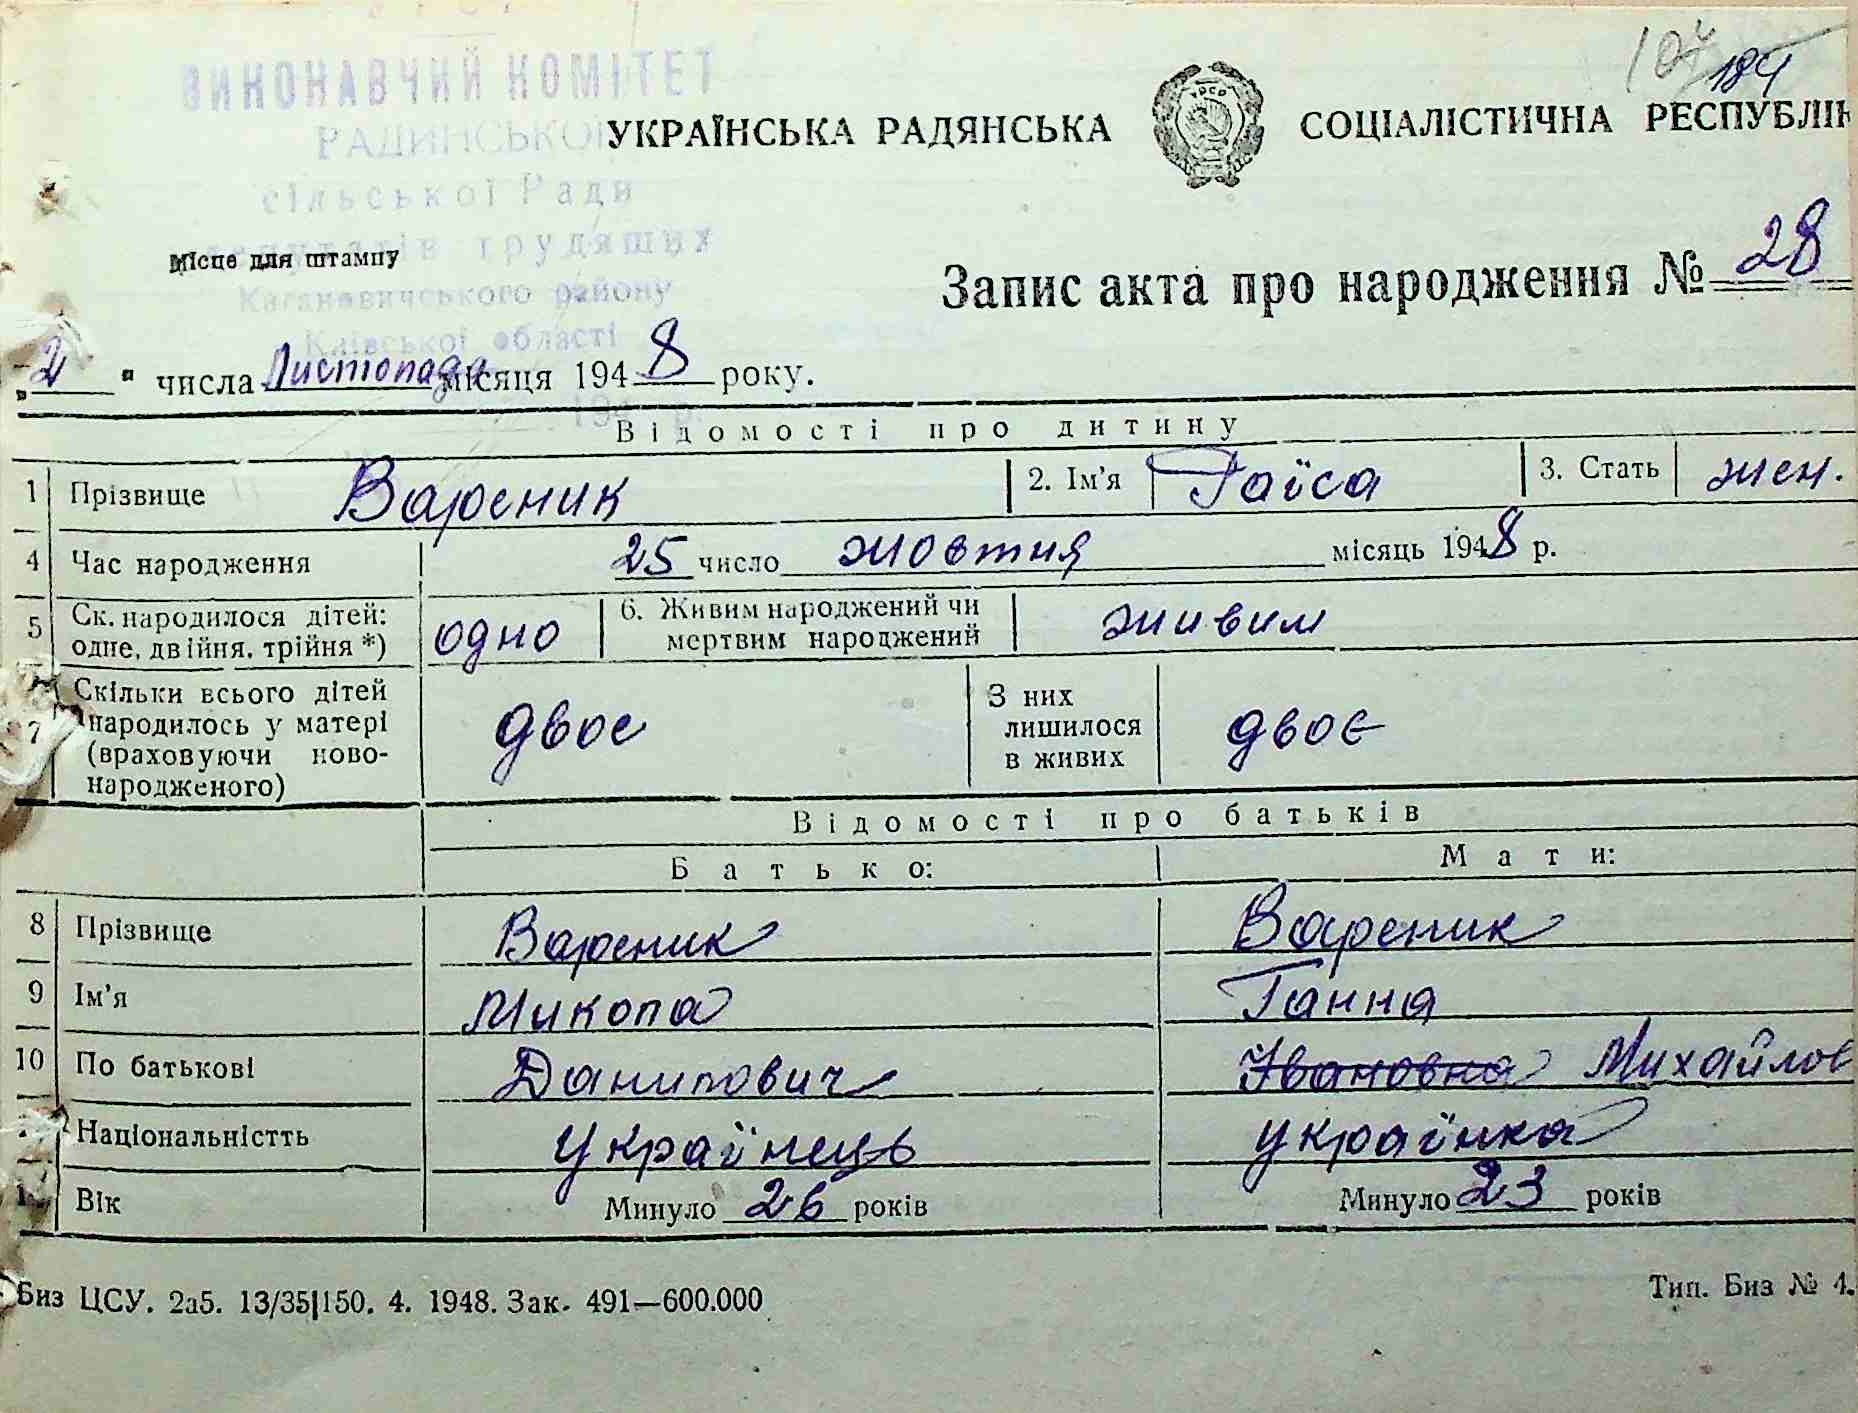 184
ВИКОНАВЧИЙ КОМІТЕТ
РАДИНСЬКОЇ
сільської Ради
депутатів трудящих
Кагановичського району
Київської області
194 р.
УКРАЇНСЬКА РАДЯНСЬКА СОЦІАЛІСТИЧНА РЕСПУБЛІК
УРСР
Місце для штампу
Запис акта про народження № 28
„2" числа Листопада місяця 1948 року.
Відомості про дитину
1 Прізвище Вареник 2. Ім'я Раїса 3. Стать жен.
4 Час народження 25 число жовтня місяць 1948 р.
5 Ск. народилося дітей: одне, двійня, трійня *) одно 6. Живим народжений чи мертвим народжений живим
7 Скільки всього дітей народилось у матері (враховуючи ново-народженого) двоє З них лишилося в живих двоє
Відомості про батьків
Батько: Мати:
8 Прізвище Вареник Вареник
9 Ім'я Микола Ганна
10 По батькові Данилович Ивановна Михайлов
Національністть Українець українка
Вік Минуло 26 років Минуло 23 років
Биз ЦСУ. 2а5. 13/35|150. 4. 1948. Зак. 491—600.000 Тип. Биз № 4.